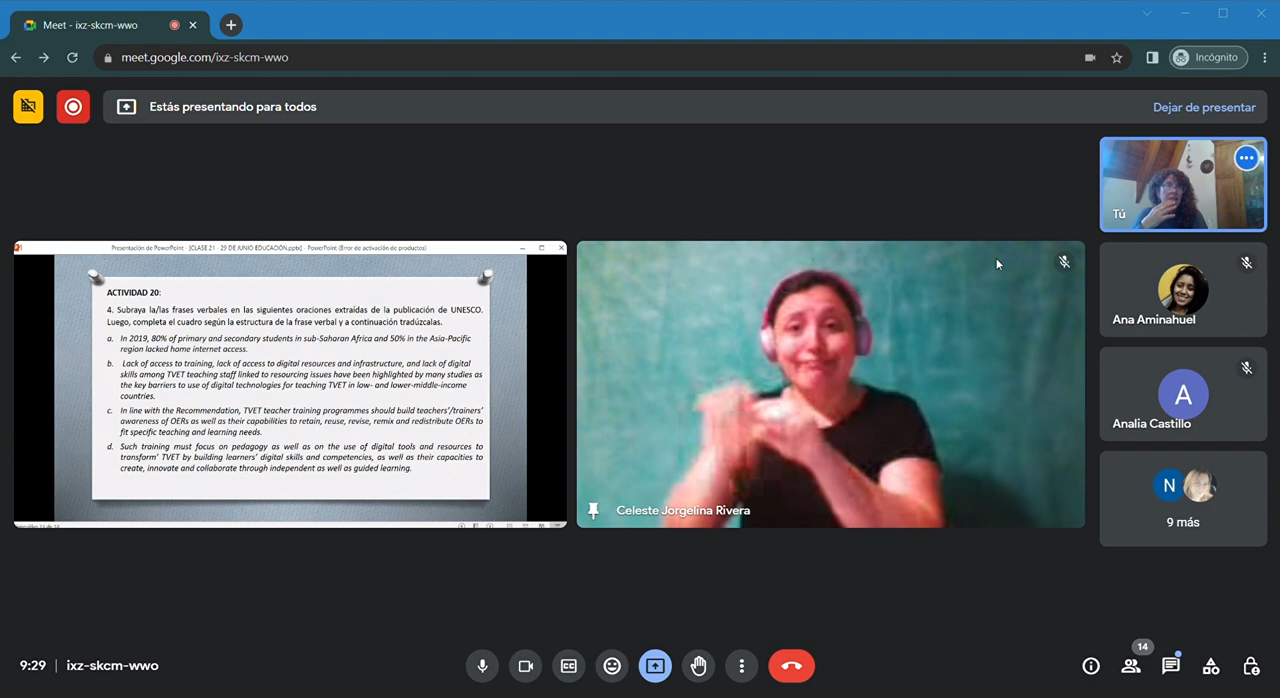 Meet - ixz-skcm-wwo
meet.google.com/ixz-skcm-wwo
Incógnito
Estás presentando para todos
Dejar de presentar
Tú
Presentación de PowerPoint - [CLASE 21 - 29 DE JUNIO EDUCACIÓN.pptx] - PowerPoint (Error de activación de productos)
ACTIVIDAD 20:
4. Subraya la/las frases verbales en las siguientes oraciones extraídas de la publicación de UNESCO.
Luego, completa el cuadro según la estructura de la frase verbal y a continuación tradúzcalas.
a. In 2019, 80% of primary and secondary students in sub-Saharan Africa and 50% in the Asia-Pacific
region lacked home internet access.
b. Lack of access to training, lack of access to digital resources and infrastructure, and lack of digital
skills among TVET teaching staff linked to resourcing issues have been highlighted by many studies as
the key barriers to use of digital technologies for teaching TVET in low- and lower-middle-income
countries.
c. In line with the Recommendation, TVET teacher training programmes should build teachers'/trainers'
awareness of OERs as well as their capabilities to retain, reuse, revise, remix and redistribute OERs to
fit specific teaching and learning needs.
d. Such training must focus on pedagogy as well as on the use of digital tools and resources to
transform' TVET by building learners' digital skills and competencies, as well as their capacities to
create, innovate and collaborate through independent as well as guided learning.
Celeste Jorgelina Rivera
Ana Aminahuel
A
Analia Castillo
N
9 más
9:29 | ixz-skcm-wwo
14